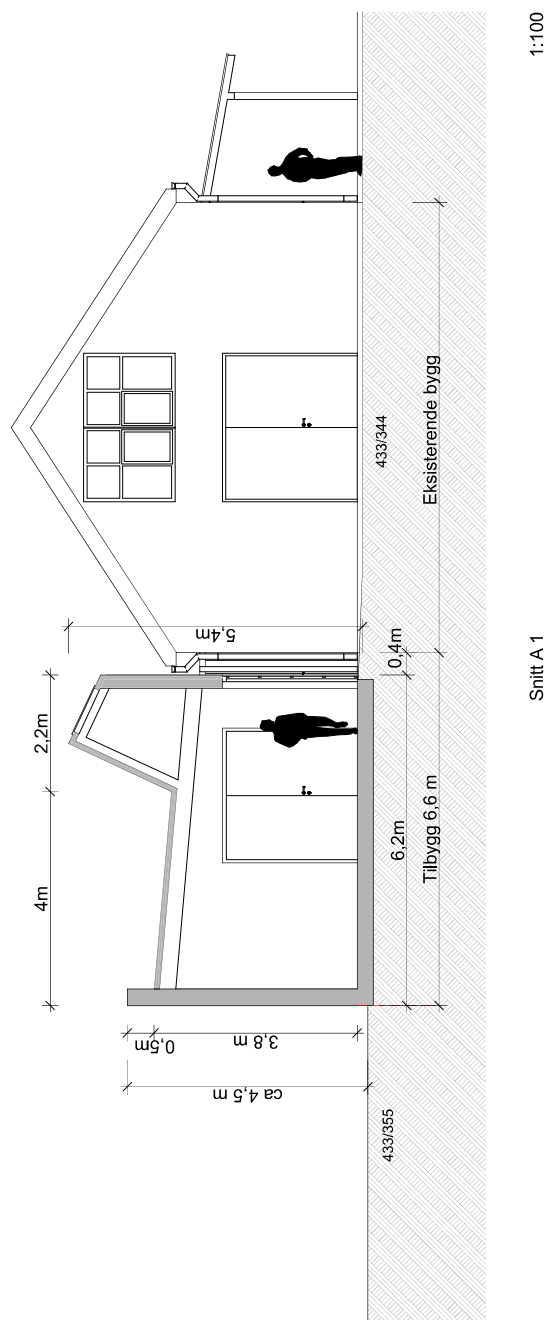 5,4m
2,2m
4m
0,5m
3,8 m
ca 4,5 m
433/355
433/344
0,4m
6,2m
Tilbygg 6,6 m
Eksisterende bygg
Snitt A 1
1:100